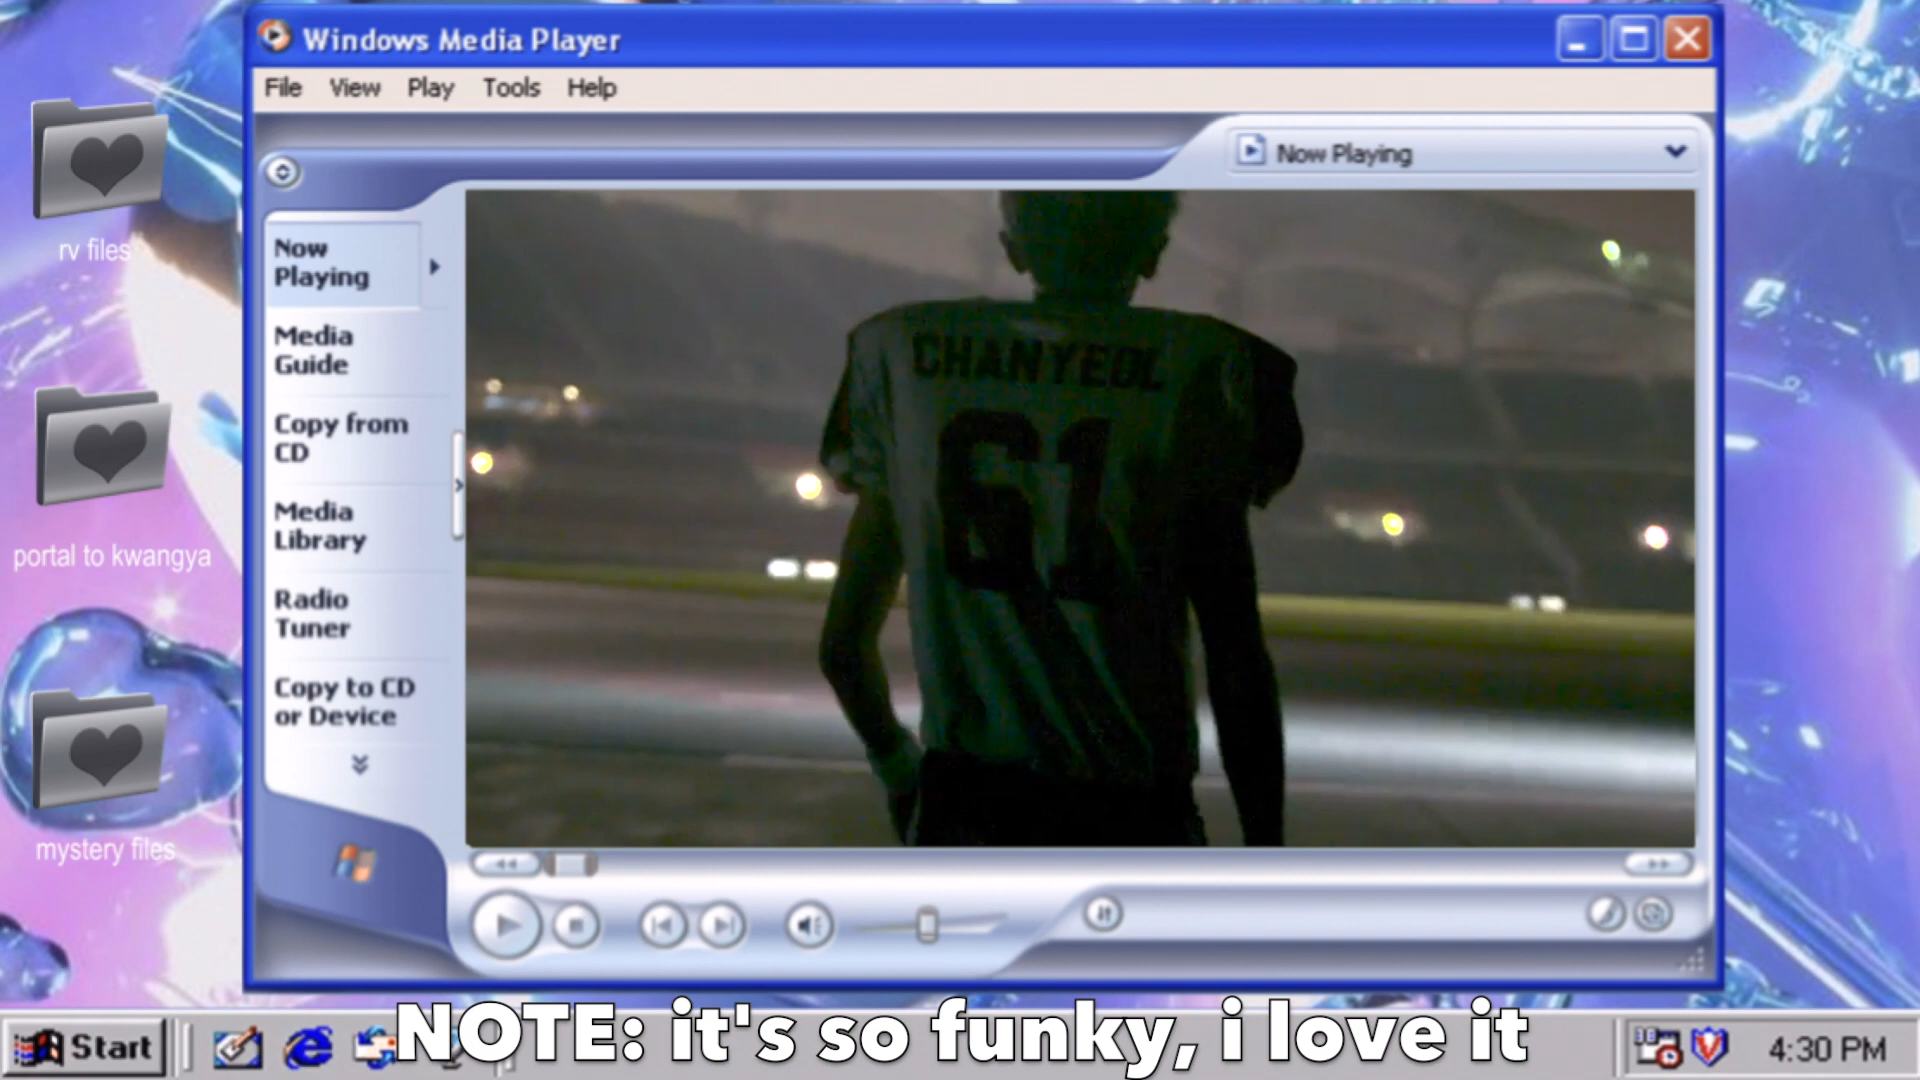 Windows Media Player
File View Play Tools Help
Now Playing
rv files
portal to kwangya
mystery files
Now
Playing
Media
Guide
Copy from
CD
Media
Library
Radio
Tuner
Copy to CD
or Device
CHANYEOL
61
NOTE: it's so funky, i love it
Start
4:30 PM